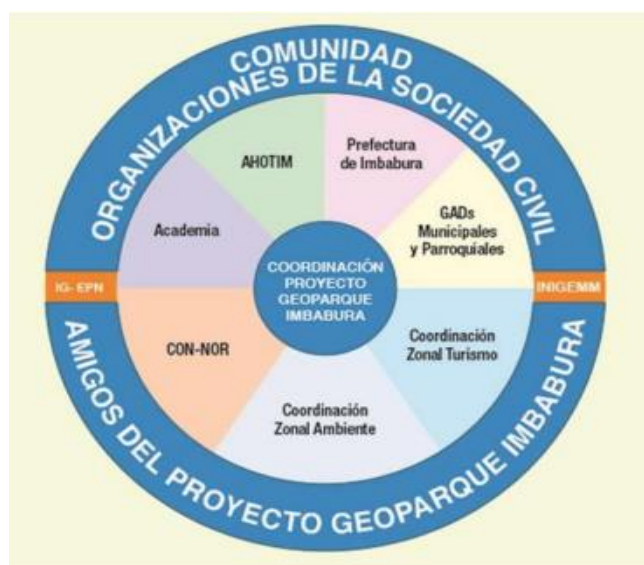 COMUNIDAD
ORGANIZACIONES DE LA SOCIEDAD CIVIL
AHOTIM
Prefectura
de Imbabura
Academia
GADs
Municipales
y Parroquiales
COORDINACIÓN
PROYECTO
GEOPARQUE
IMBABURA
IG- EPN
INIGEMM
CON-NOR
Coordinación
Zonal Turismo
Coordinación
Zonal Ambiente
AMIGOS DEL PROYECTO GEOPARQUE IMBABURA